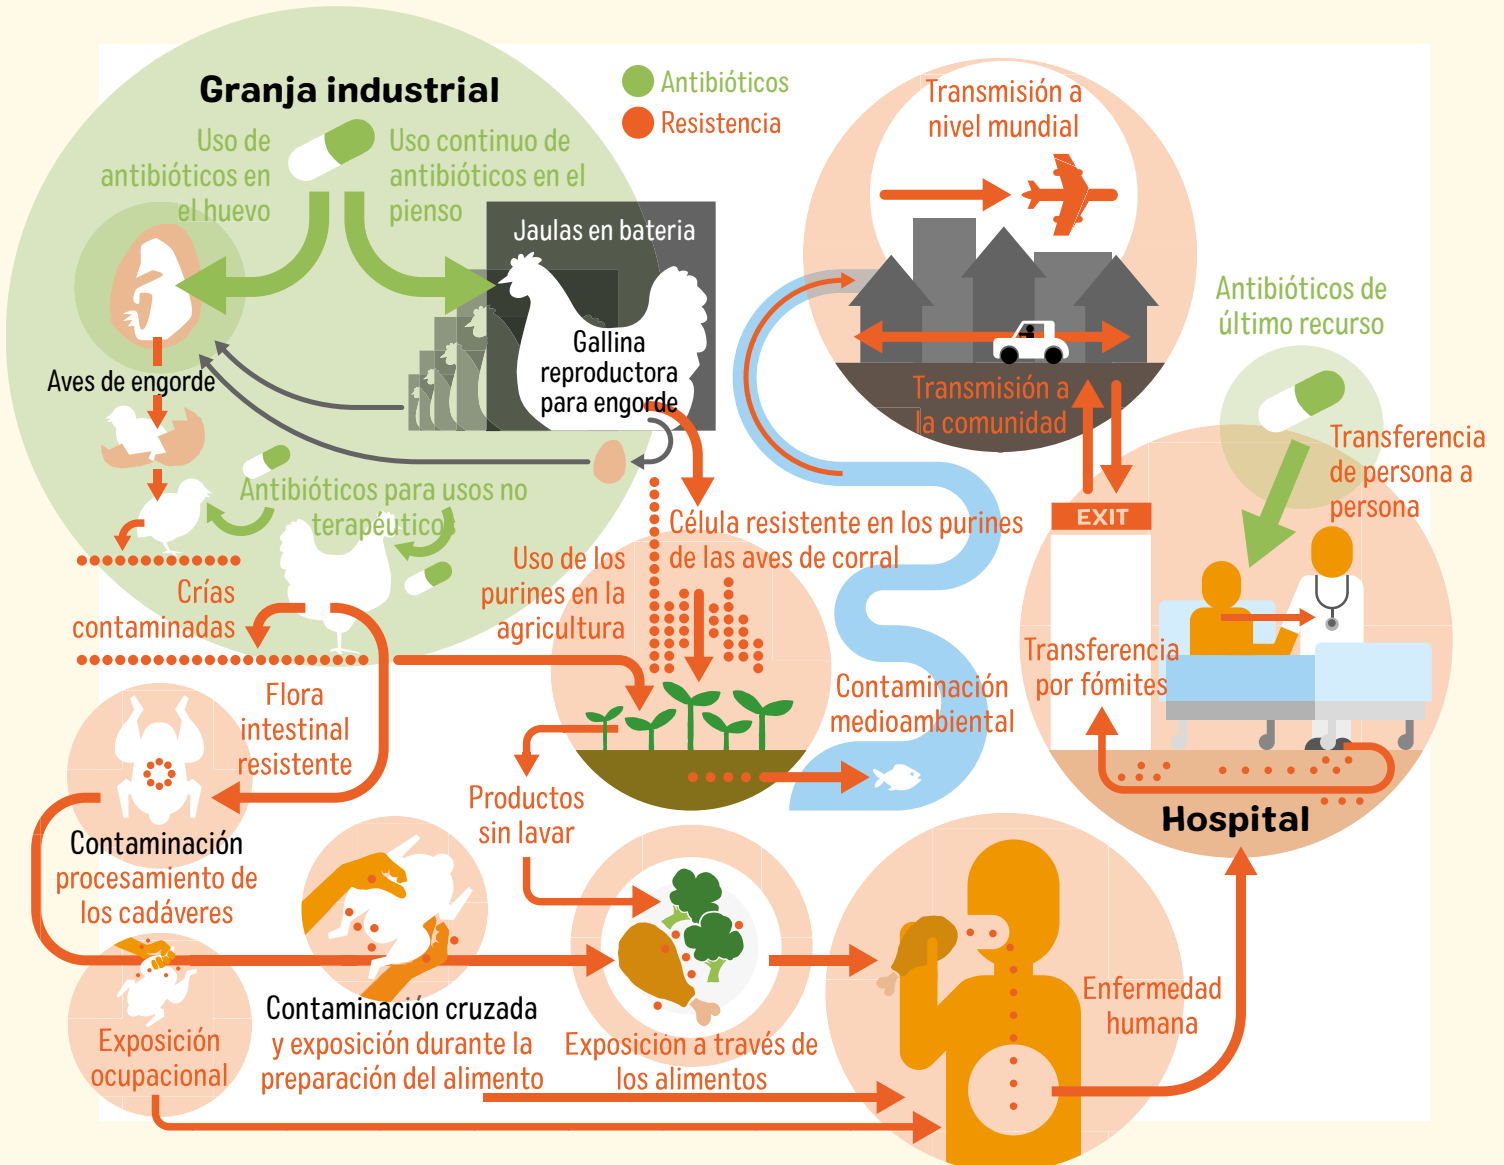 Granja industrial
Antibióticos
Resistencia
Uso de
antibióticos en
el huevo
Uso continuo de
antibióticos en el
pienso
Jaulas en bateria
Gallina
reproductora
para engorde
Aves de engorde
Antibióticos para usos no
terapéuticos
Crías
contaminadas
Célula resistente en los purines
de las aves de corral
Uso de los
purines en la
agricultura
Transmisión a
nivel mundial
Transmisión a
la comunidad
Antibióticos de
último recurso
Transferencia
de persona a
persona
EXIT
Transferencia
por fómites
Hospital
Contaminación
medioambiental
Flora
intestinal
resistente
Productos
sin lavar
Contaminación
procesamiento de
los cadáveres
Exposición
ocupacional
Contaminación cruzada
y exposición durante la
preparación del alimento
Exposición a través de
los alimentos
Enfermedad
humana